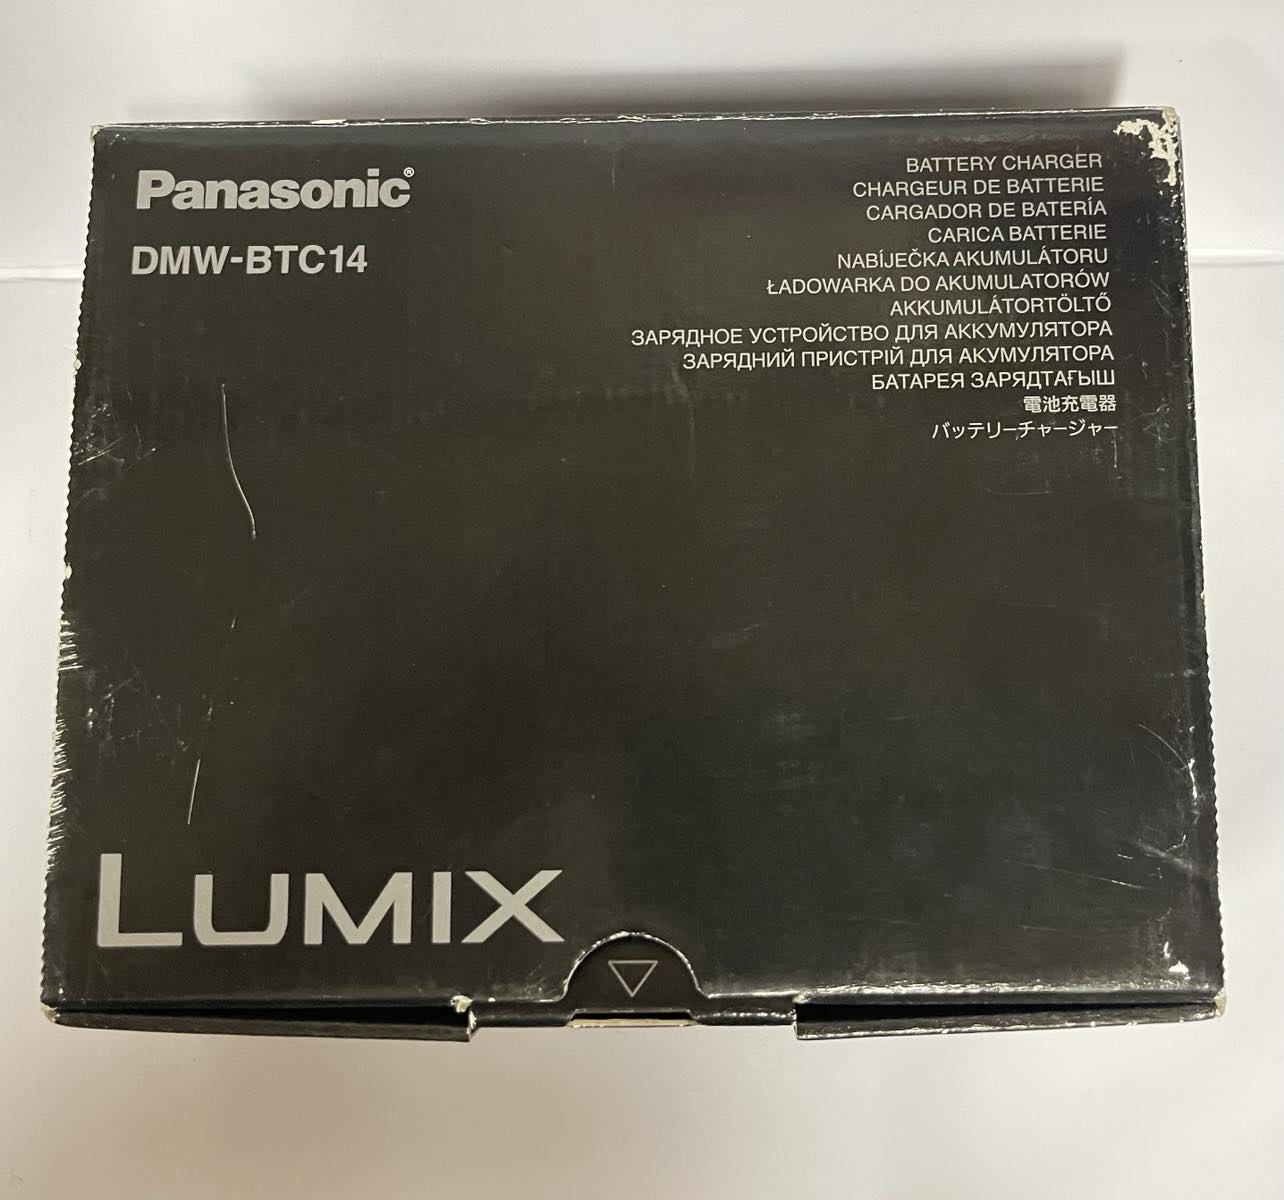 Panasonic®
DMW-BTC14
BATTERY CHARGER
CHARGEUR DE BATTERIE
CARGADOR DE BATERÍA
CARICA BATTERIE
NABÍJEČKA AKUMULÁTORU
ŁADOWARKA DO AKUMULATORÓW
AKKUMULÁTORTÖLTŐ
ЗАРЯДНОЕ УСТРОЙСТВО ДЛЯ АККУМУЛЯТОРА
ЗАРЯДНИЙ ПРИСТРІЙ ДЛЯ АКУМУЛЯТОРА
БАТАРЕЯ ЗАРЯДТАҒЫШ
電池充電器
バッテリーチャージャー
LUMIX